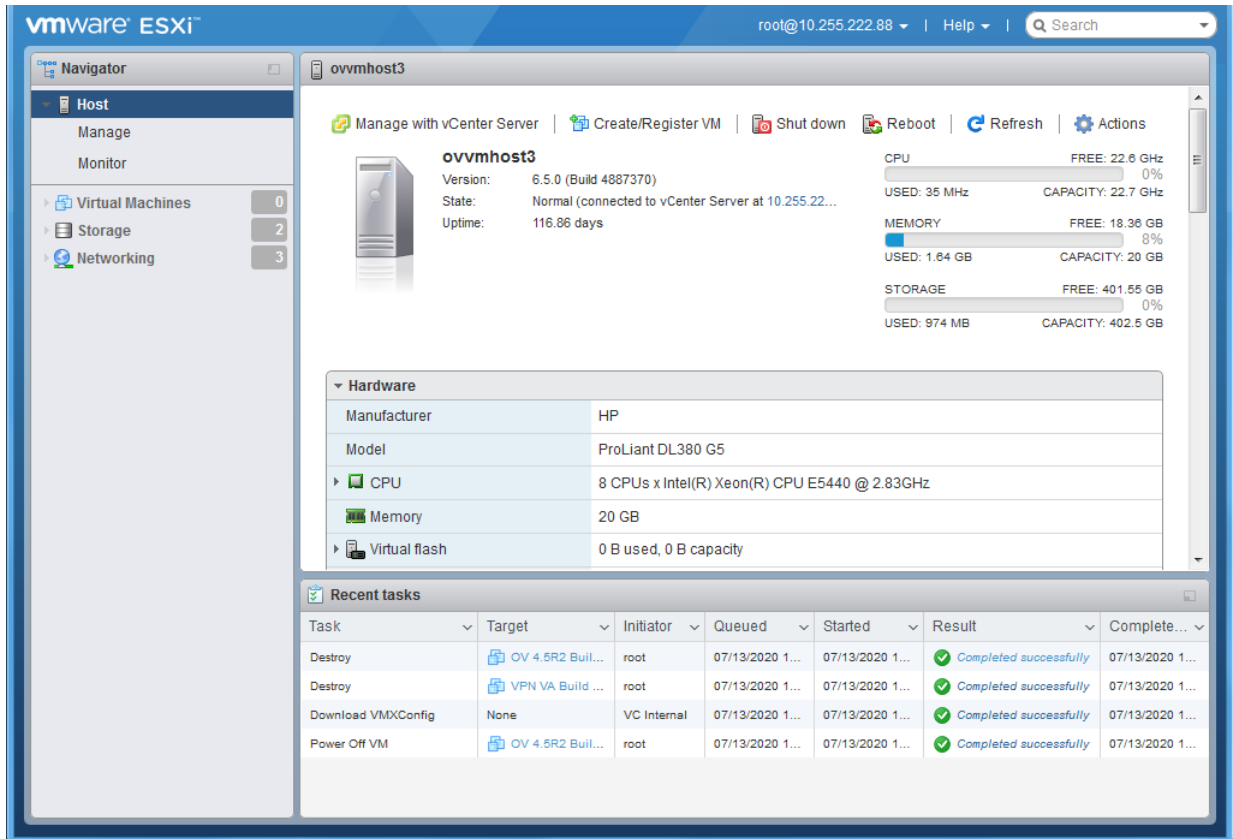 vmware ESXi™
root@10.255.222.88 | Help | Search
Navigator
Host
Manage
Monitor
Virtual Machines 0
Storage 2
Networking 3
ovvmhost3
Manage with vCenter Server | Create/Register VM | Shut down Reboot | Refresh | Actions
ovvmhost3
Version: 6.5.0 (Build 4887370)
State: Normal (connected to vCenter Server at 10.255.22...
Uptime: 116.86 days
CPU FREE: 22.6 GHz
0%
USED: 35 MHz CAPACITY: 22.7 GHz
MEMORY FREE: 18.36 GB
8%
USED: 1.64 GB CAPACITY: 20 GB
STORAGE FREE: 401.55 GB
0%
USED: 974 MB CAPACITY: 402.5 GB
Hardware
Manufacturer HP
Model ProLiant DL380 G5
CPU 8 CPUs x Intel(R) Xeon(R) CPU E5440 @ 2.83GHz
Memory 20 GB
Virtual flash 0 B used, 0 B capacity
Recent tasks
Task Target Initiator Queued Started Result Complete...
Destroy OV 4.5R2 Buil... root 07/13/2020 1... 07/13/2020 1... Completed successfully 07/13/2020 1...
Destroy VPN VA Build ... root 07/13/2020 1... 07/13/2020 1... Completed successfully 07/13/2020 1...
Download VMXConfig None VC Internal 07/13/2020 1... 07/13/2020 1... Completed successfully 07/13/2020 1...
Power Off VM OV 4.5R2 Buil... root 07/13/2020 1... 07/13/2020 1... Completed successfully 07/13/2020 1...